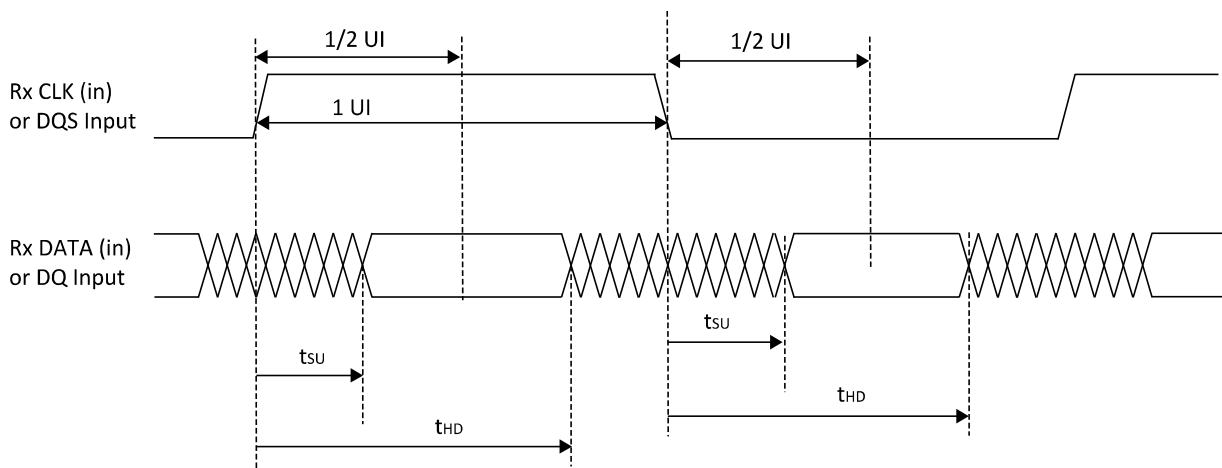 1/2 UI
1/2 UI
Rx CLK (in)
or DQS Input
1 UI
Rx DATA (in)
or DQ Input
tSU
tSU
tHD
tHD